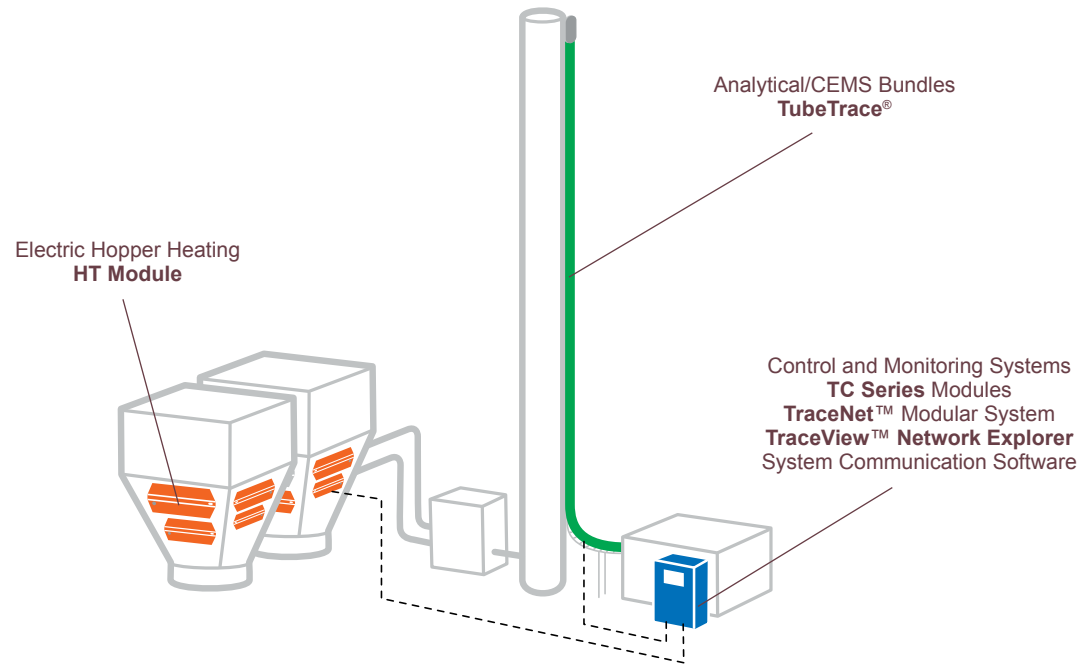 Analytical/CEMS Bundles
TubeTrace®
Electric Hopper Heating
HT Module
Control and Monitoring Systems
TC Series Modules
TraceNet™ Modular System
TraceView™ Network Explorer
System Communication Software